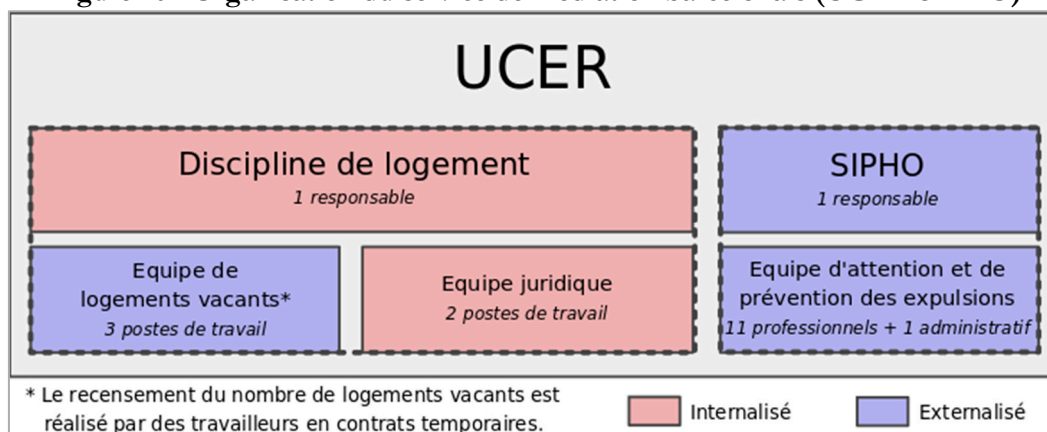 UCER
Discipline de logement
1 responsable
SIPHO
1 responsable
Equipe de
logements vacants*
3 postes de travail
Equipe juridique
2 postes de travail
Equipe d'attention et de
prévention des expulsions
11 professionnels + 1 administratif
* Le recensement du nombre de logements vacants est
réalisé par des travailleurs en contrats temporaires.
Internalisé
Externalisé